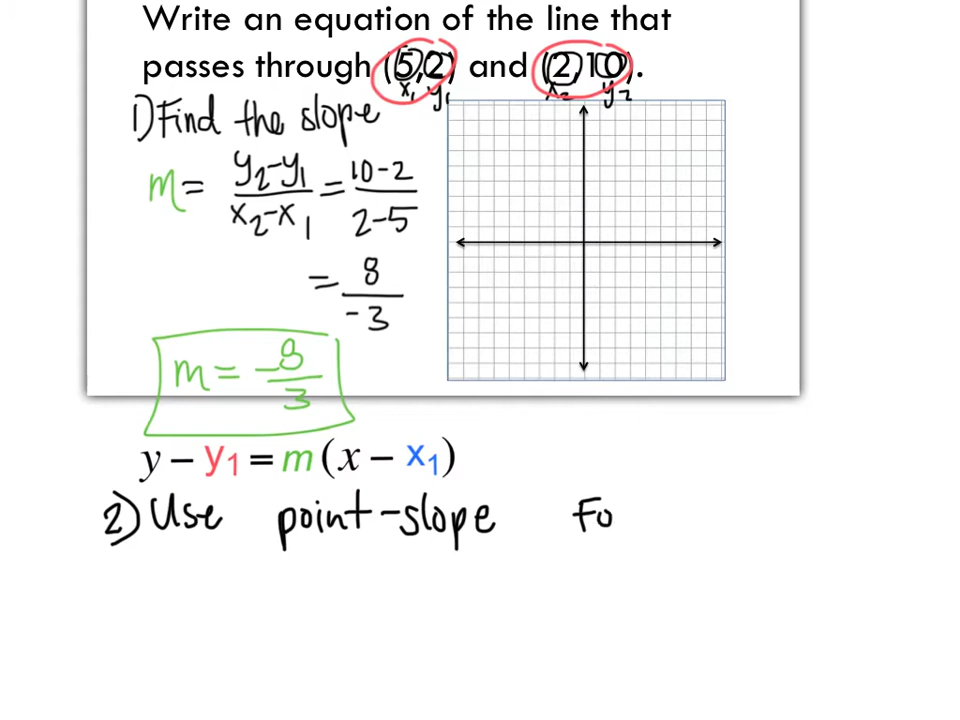 Write an equation of the line that
passes through (5,2) and (2,10).
x₁ y₁ x₂ y₂
1) Find the slope
m = y₂-y₁ / x₂-x₁ = 10-2 / 2-5
= 8 / -3
m = -8/3
y - y₁ = m(x - x₁)
2) Use point-slope Fo